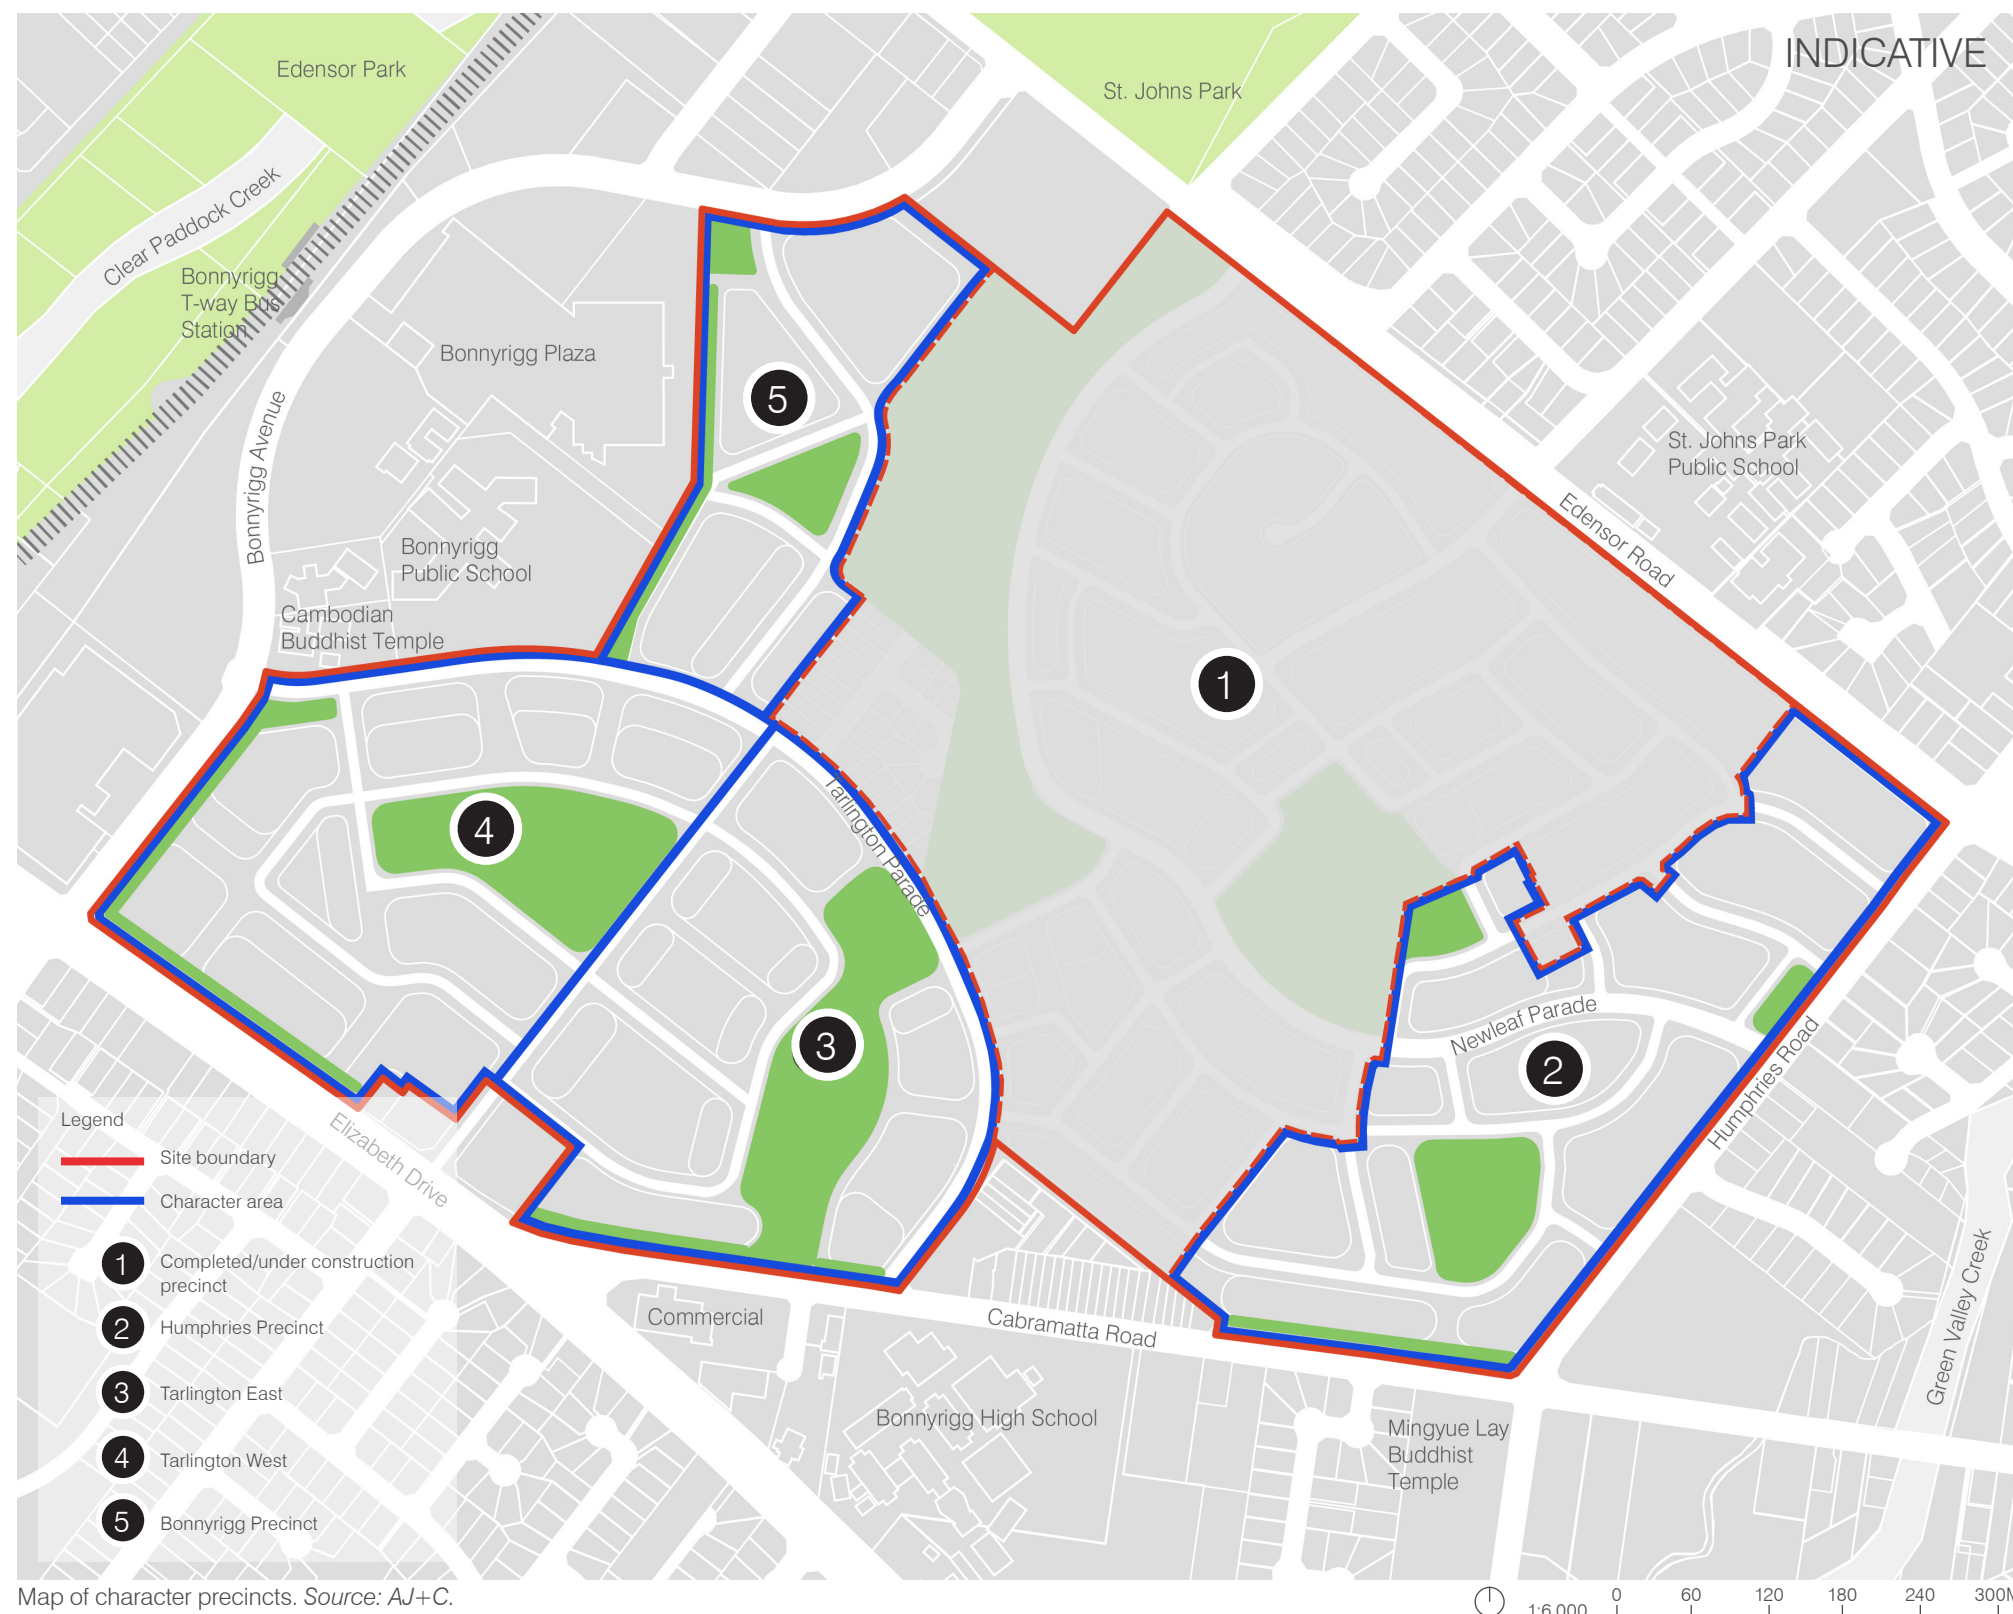 INDICATIVE
Edensor Park
St. Johns Park
Clear Paddock Creek
Bonnyrigg
T-way Bus
Station
Bonnyrigg Plaza
5
Bonnyrigg Avenue
St. Johns Park
Public School
Edensor Road
Bonnyrigg
Public School
Cambodian
Buddhist Temple
1
4
Tarlington Parade
3
Newleaf Parade
2
Humphries Road
Elizabeth Drive
Legend
Site boundary
Character area
1 Completed/under construction
precinct
2 Humphries Precinct
3 Tarlington East
4 Tarlington West
5 Bonnyrigg Precinct
Commercial
Cabramatta Road
Green Valley Creek
Bonnyrigg High School
Mingyue Lay
Buddhist
Temple
Map of character precincts. Source: AJ+C.
1:6,000
0 60 120 180 240 300M